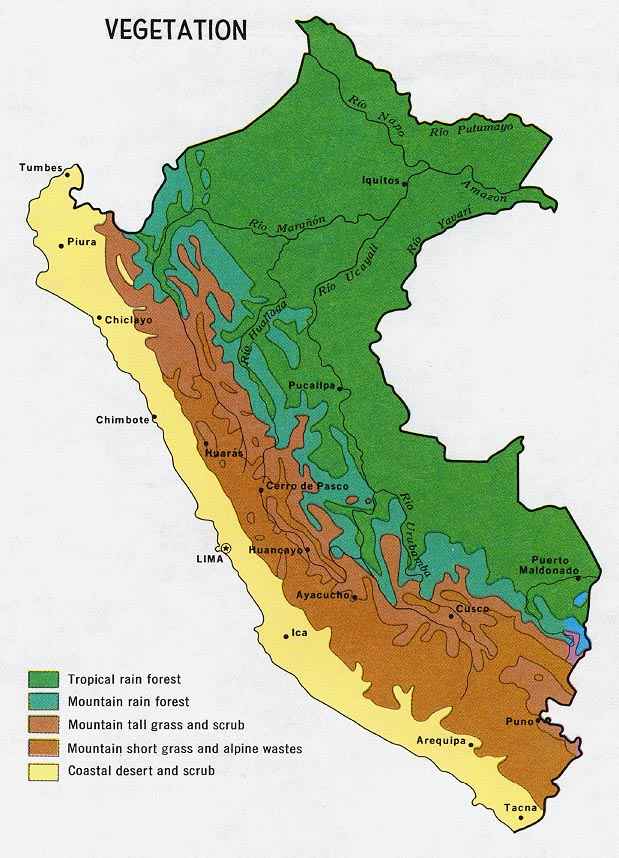 VEGETATION
Río Napo
Río Putumayo
Tumbes
Iquitos
Amazon
Río Marañón
Río Yavarí
Piura
Río Ucayali
Río Huallaga
Chiclayo
Pucallpa
Chimbote
Huarás
Cerro de Pasco
Río Urubamba
LIMA
Huancayo
Puerto
Maldonado
Ayacucho
Cusco
Ica
Tropical rain forest
Mountain rain forest
Mountain tall grass and scrub
Mountain short grass and alpine wastes
Coastal desert and scrub
Puno
Arequipa
Tacna